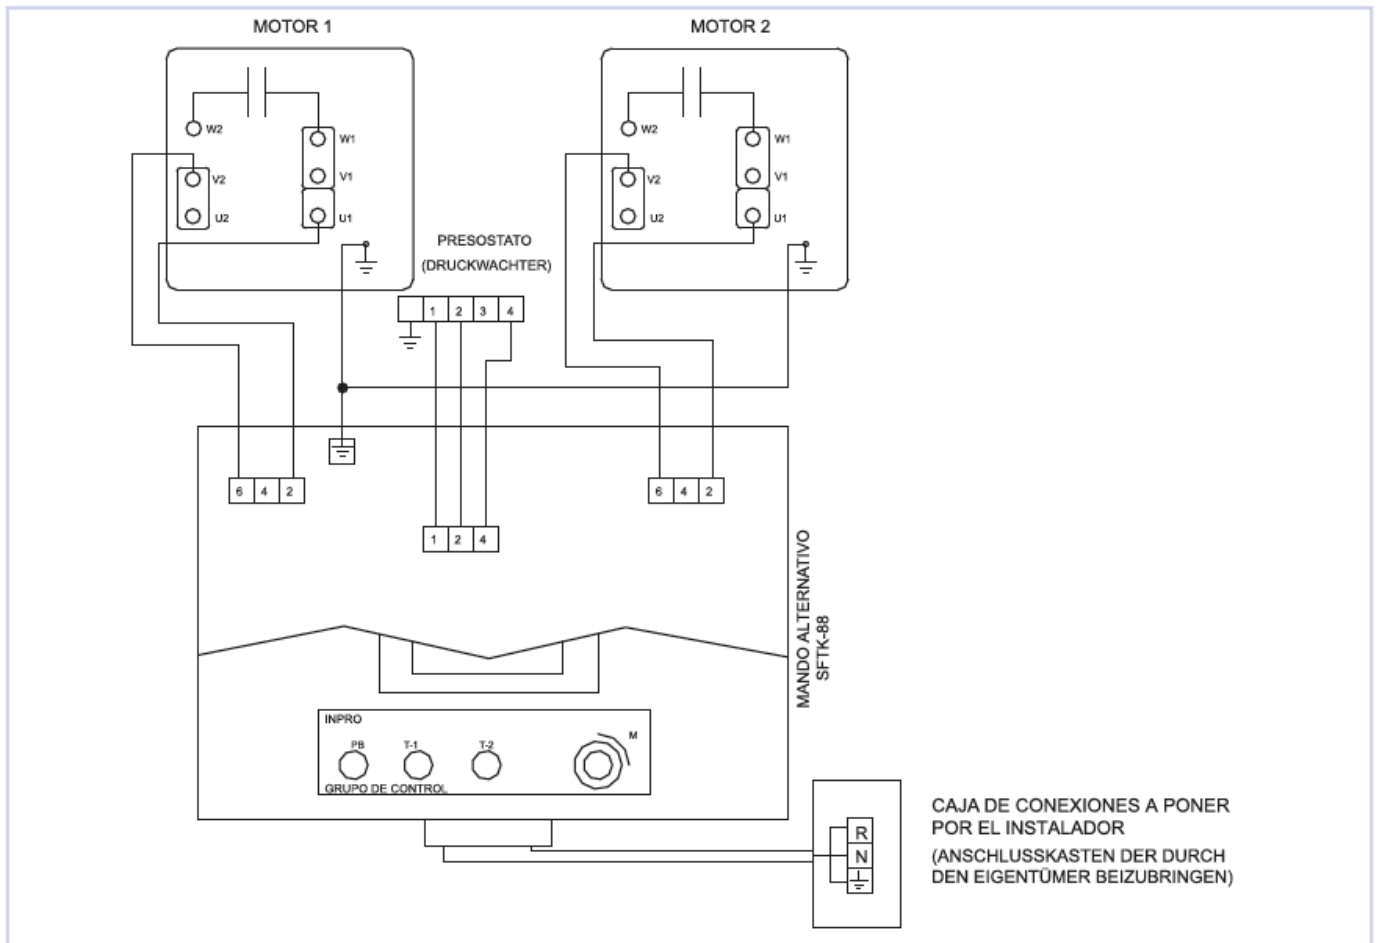 MOTOR 1
MOTOR 2
W2
W1
V2
V1
U2
U1
W2
W1
V2
V1
U2
U1
PRESOSTATO
(DRUCKWACHTER)
1 2 3 4
6 4 2
6 4 2
1 2 4
MANDO ALTERNATIVO
SFTK-88
INPRO
PB T-1 T-2 M
GRUPO DE CONTROL
R
N
CAJA DE CONEXIONES A PONER
POR EL INSTALADOR
(ANSCHLUSSKASTEN DER DURCH
DEN EIGENTÜMER BEIZUBRINGEN)